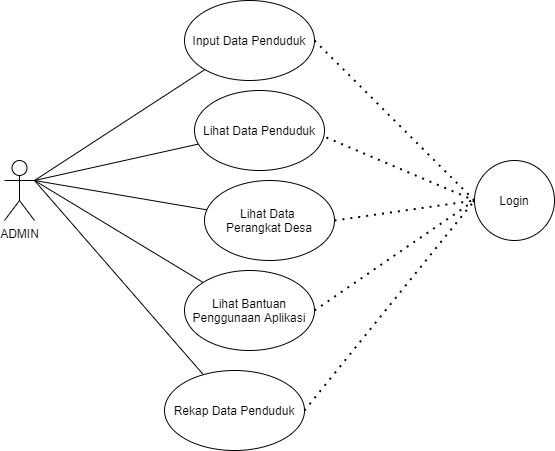 Input Data Penduduk
Lihat Data Penduduk
ADMIN
Lihat Data
Perangkat Desa
Login
Lihat Bantuan
Penggunaan Aplikasi
Rekap Data Penduduk